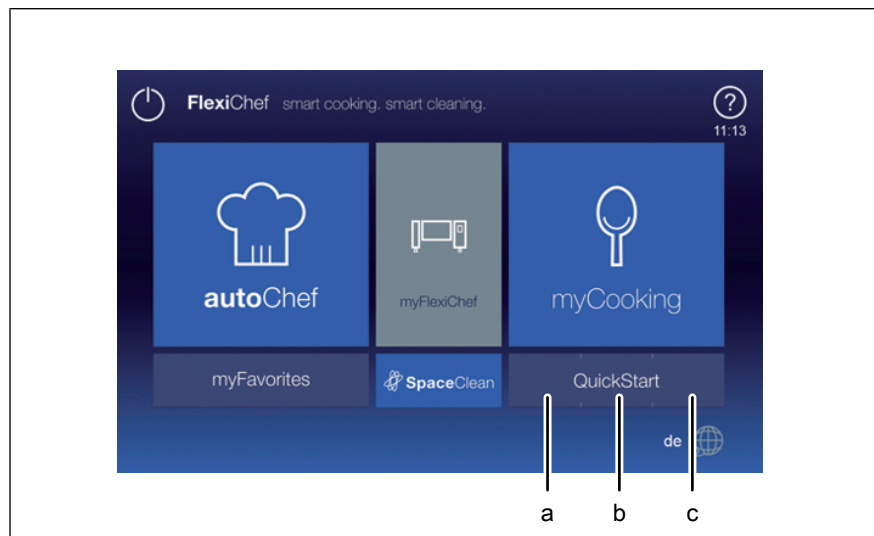 FlexiChef smart cooking. smart cleaning.
?
11:13
autoChef
myFlexiChef
myCooking
myFavorites
SpaceClean
QuickStart
de
a b c